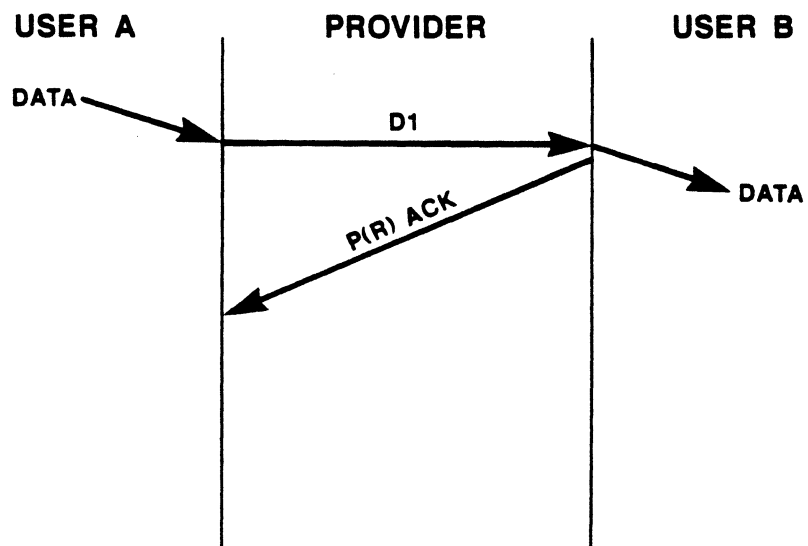 USER A PROVIDER USER B
DATA
D1
DATA
P(R) ACK